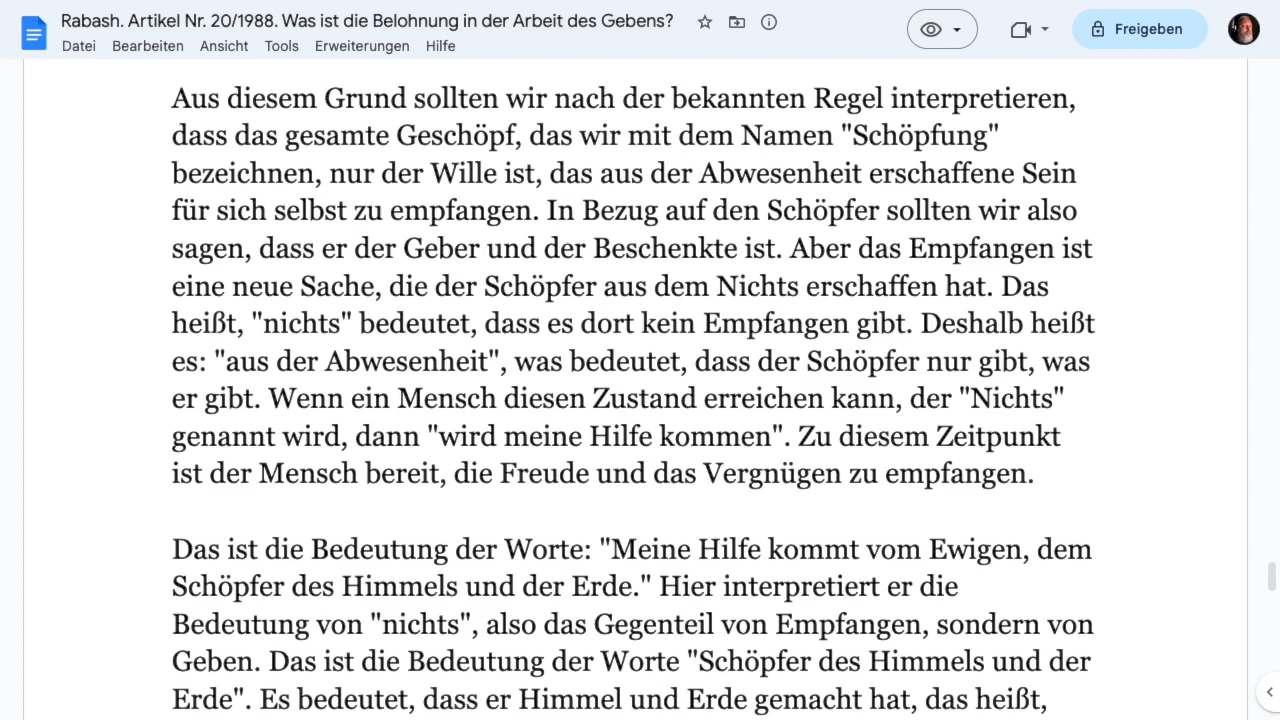 Rabash. Artikel Nr. 20/1988. Was ist die Belohnung in der Arbeit des Gebens?
Datei Bearbeiten Ansicht Tools Erweiterungen Hilfe
Freigeben
Aus diesem Grund sollten wir nach der bekannten Regel interpretieren,
dass das gesamte Geschöpf, das wir mit dem Namen "Schöpfung"
bezeichnen, nur der Wille ist, das aus der Abwesenheit erschaffene Sein
für sich selbst zu empfangen. In Bezug auf den Schöpfer sollten wir also
sagen, dass er der Geber und der Beschenkte ist. Aber das Empfangen ist
eine neue Sache, die der Schöpfer aus dem Nichts erschaffen hat. Das
heißt, "nichts" bedeutet, dass es dort kein Empfangen gibt. Deshalb heißt
es: "aus der Abwesenheit", was bedeutet, dass der Schöpfer nur gibt, was
er gibt. Wenn ein Mensch diesen Zustand erreichen kann, der "Nichts"
genannt wird, dann "wird meine Hilfe kommen". Zu diesem Zeitpunkt
ist der Mensch bereit, die Freude und das Vergnügen zu empfangen.
Das ist die Bedeutung der Worte: "Meine Hilfe kommt vom Ewigen, dem
Schöpfer des Himmels und der Erde." Hier interpretiert er die
Bedeutung von "nichts", also das Gegenteil von Empfangen, sondern von
Geben. Das ist die Bedeutung der Worte "Schöpfer des Himmels und der
Erde". Es bedeutet, dass er Himmel und Erde gemacht hat, das heißt,